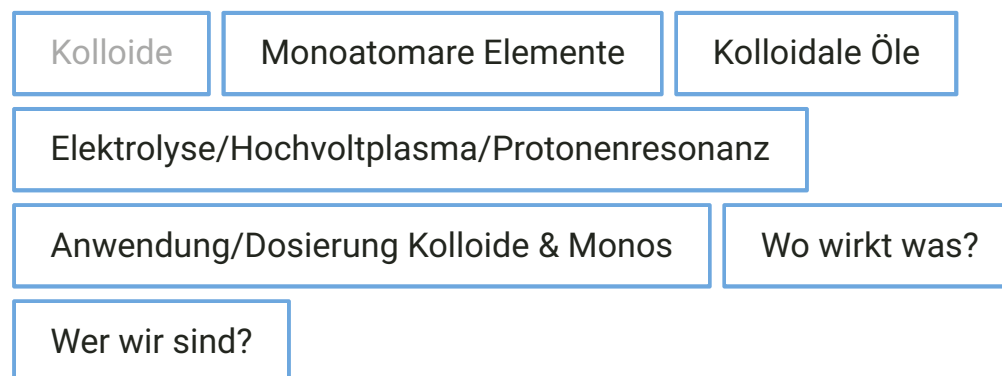 Kolloide Monoatomare Elemente Kolloidale Öle
Elektrolyse/Hochvoltplasma/Protonenresonanz
Anwendung/Dosierung Kolloide & Monos Wo wirkt was?
Wer wir sind?